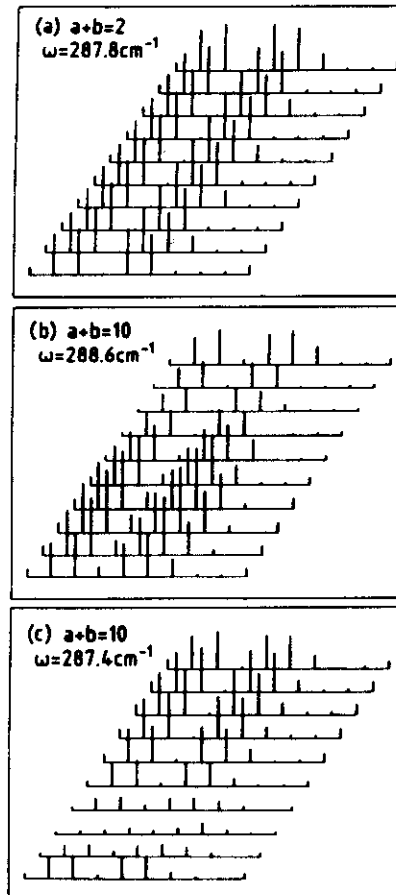 (a) a+b=2
ω=287.8cm⁻¹
(b) a+b=10
ω=288.6cm⁻¹
(c) a+b=10
ω=287.4cm⁻¹